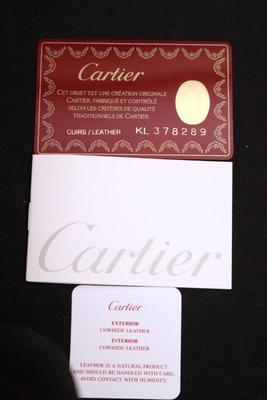 Cartier
CET OBJET EST UNE CRÉATION ORIGINALE
CARTIER, FABRIQUÉ ET CONTRÔLÉ
SELON LES CRITÈRES DE QUALITÉ
TRADITIONNELS DE CARTIER.
CUIRS/LEATHER KL 378289
Cartier
Cartier
EXTERIOR
COWHIDE LEATHER
INTERIOR
COWHIDE LEATHER
LEATHER IS A NATURAL PRODUCT
AND SHOULD BE HANDLED WITH CARE.
AVOID CONTACT WITH HUMIDITY.